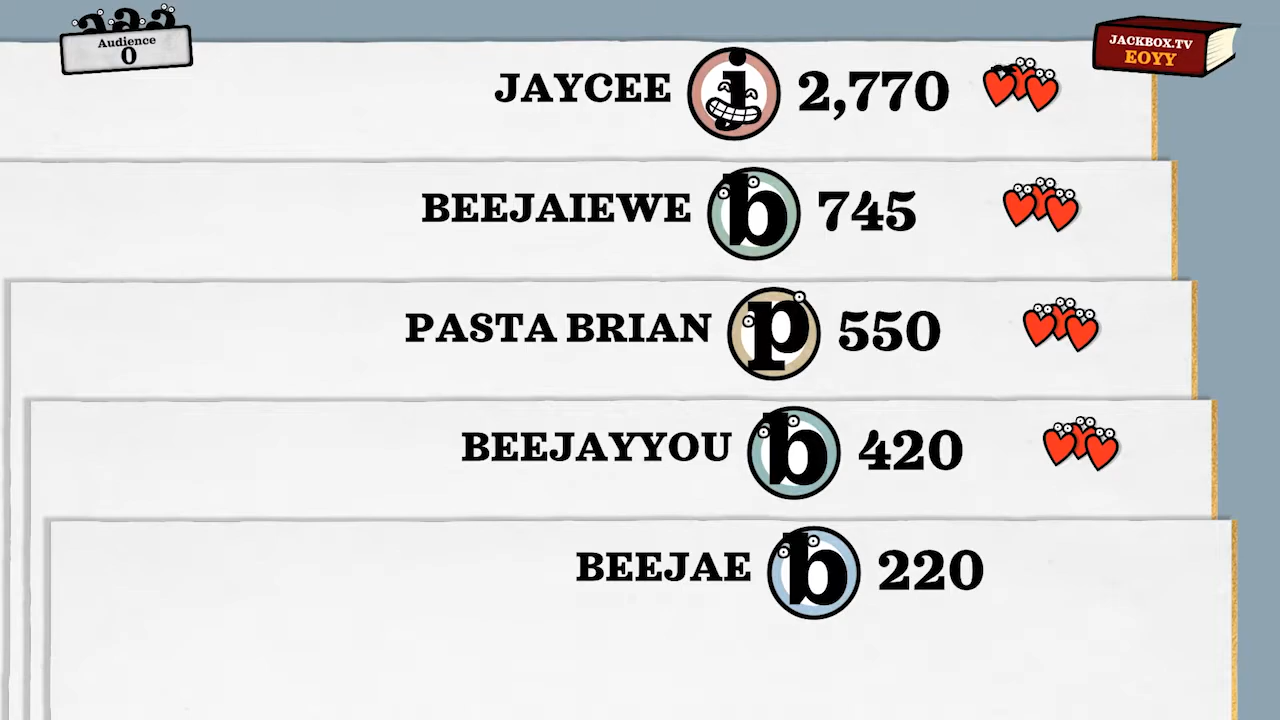 Audience
0
JACKBOX.TV
EOYY
JAYCEE j 2,770
BEEJAIEWE b 745
PASTA BRIAN p 550
BEEJAYYOU b 420
BEEJAE b 220